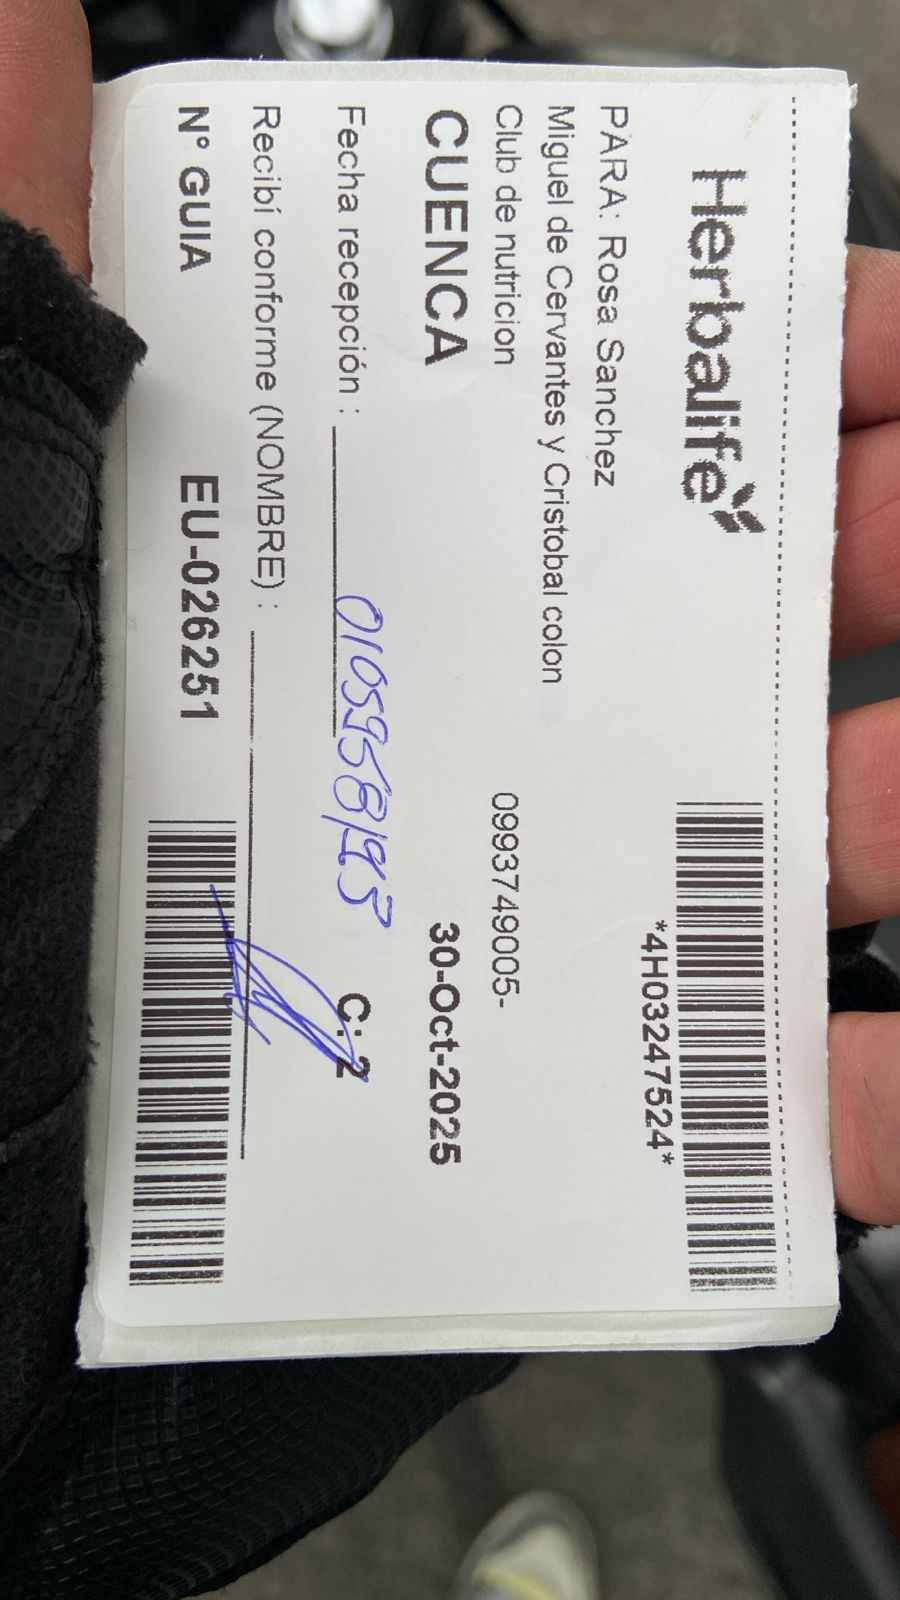 Herbalife
*4H03247524*
PARA: Rosa Sanchez
Miguel de Cervantes y Cristobal colon
Club de nutricion
0993749005-
CUENCA
30-Oct-2025
Fecha recepción :
0105958193
C: 2
Recibí conforme (NOMBRE) :
N° GUIA
EU-026251